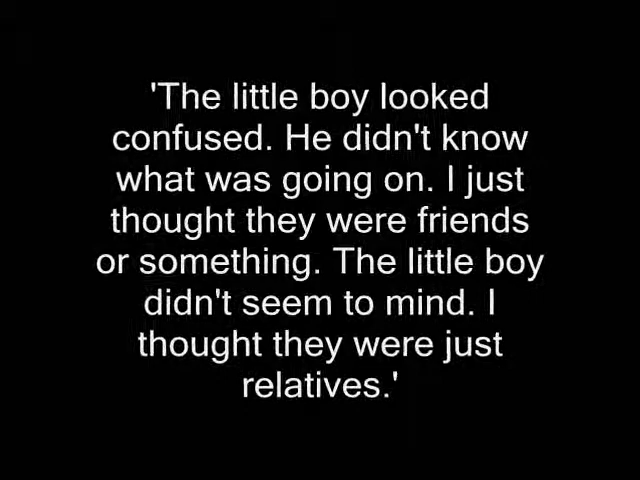 'The little boy looked
confused. He didn't know
what was going on. I just
thought they were friends
or something. The little boy
didn't seem to mind. I
thought they were just
relatives.'